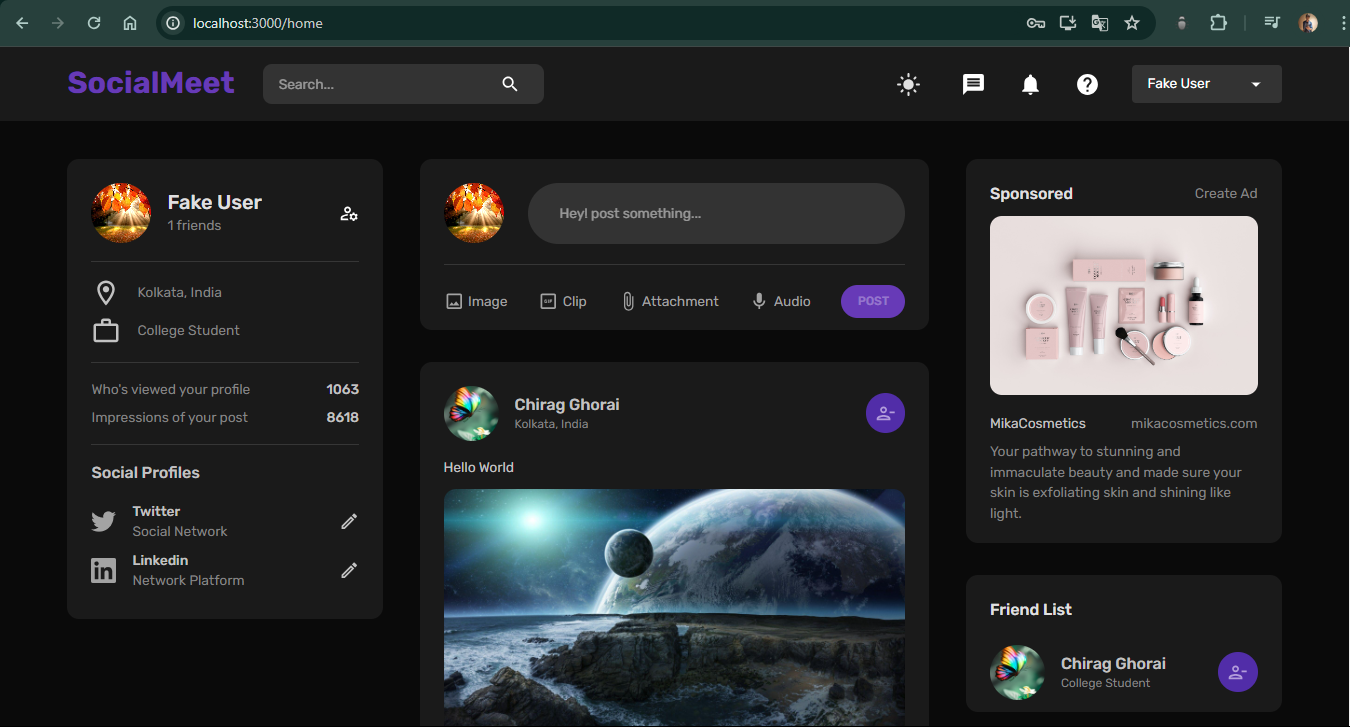 localhost:3000/home
SocialMeet
Search...
Fake User
Fake User
1 friends
Kolkata, India
College Student
Who's viewed your profile 1063
Impressions of your post 8618
Social Profiles
Twitter
Social Network
Linkedin
Network Platform
Hey! post something...
Image Clip Attachment Audio POST
Chirag Ghorai
Kolkata, India
Hello World
Sponsored Create Ad
MikaCosmetics mikacosmetics.com
Your pathway to stunning and
immaculate beauty and made sure your
skin is exfoliating skin and shining like
light.
Friend List
Chirag Ghorai
College Student